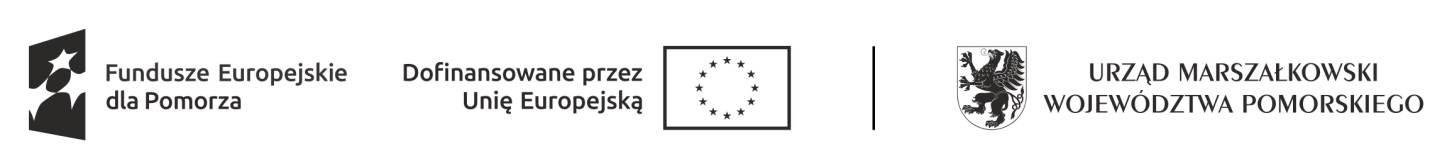 Fundusze Europejskie
dla Pomorza
Dofinansowane przez
Unię Europejską
URZĄD MARSZAŁKOWSKI
WOJEWÓDZTWA POMORSKIEGO